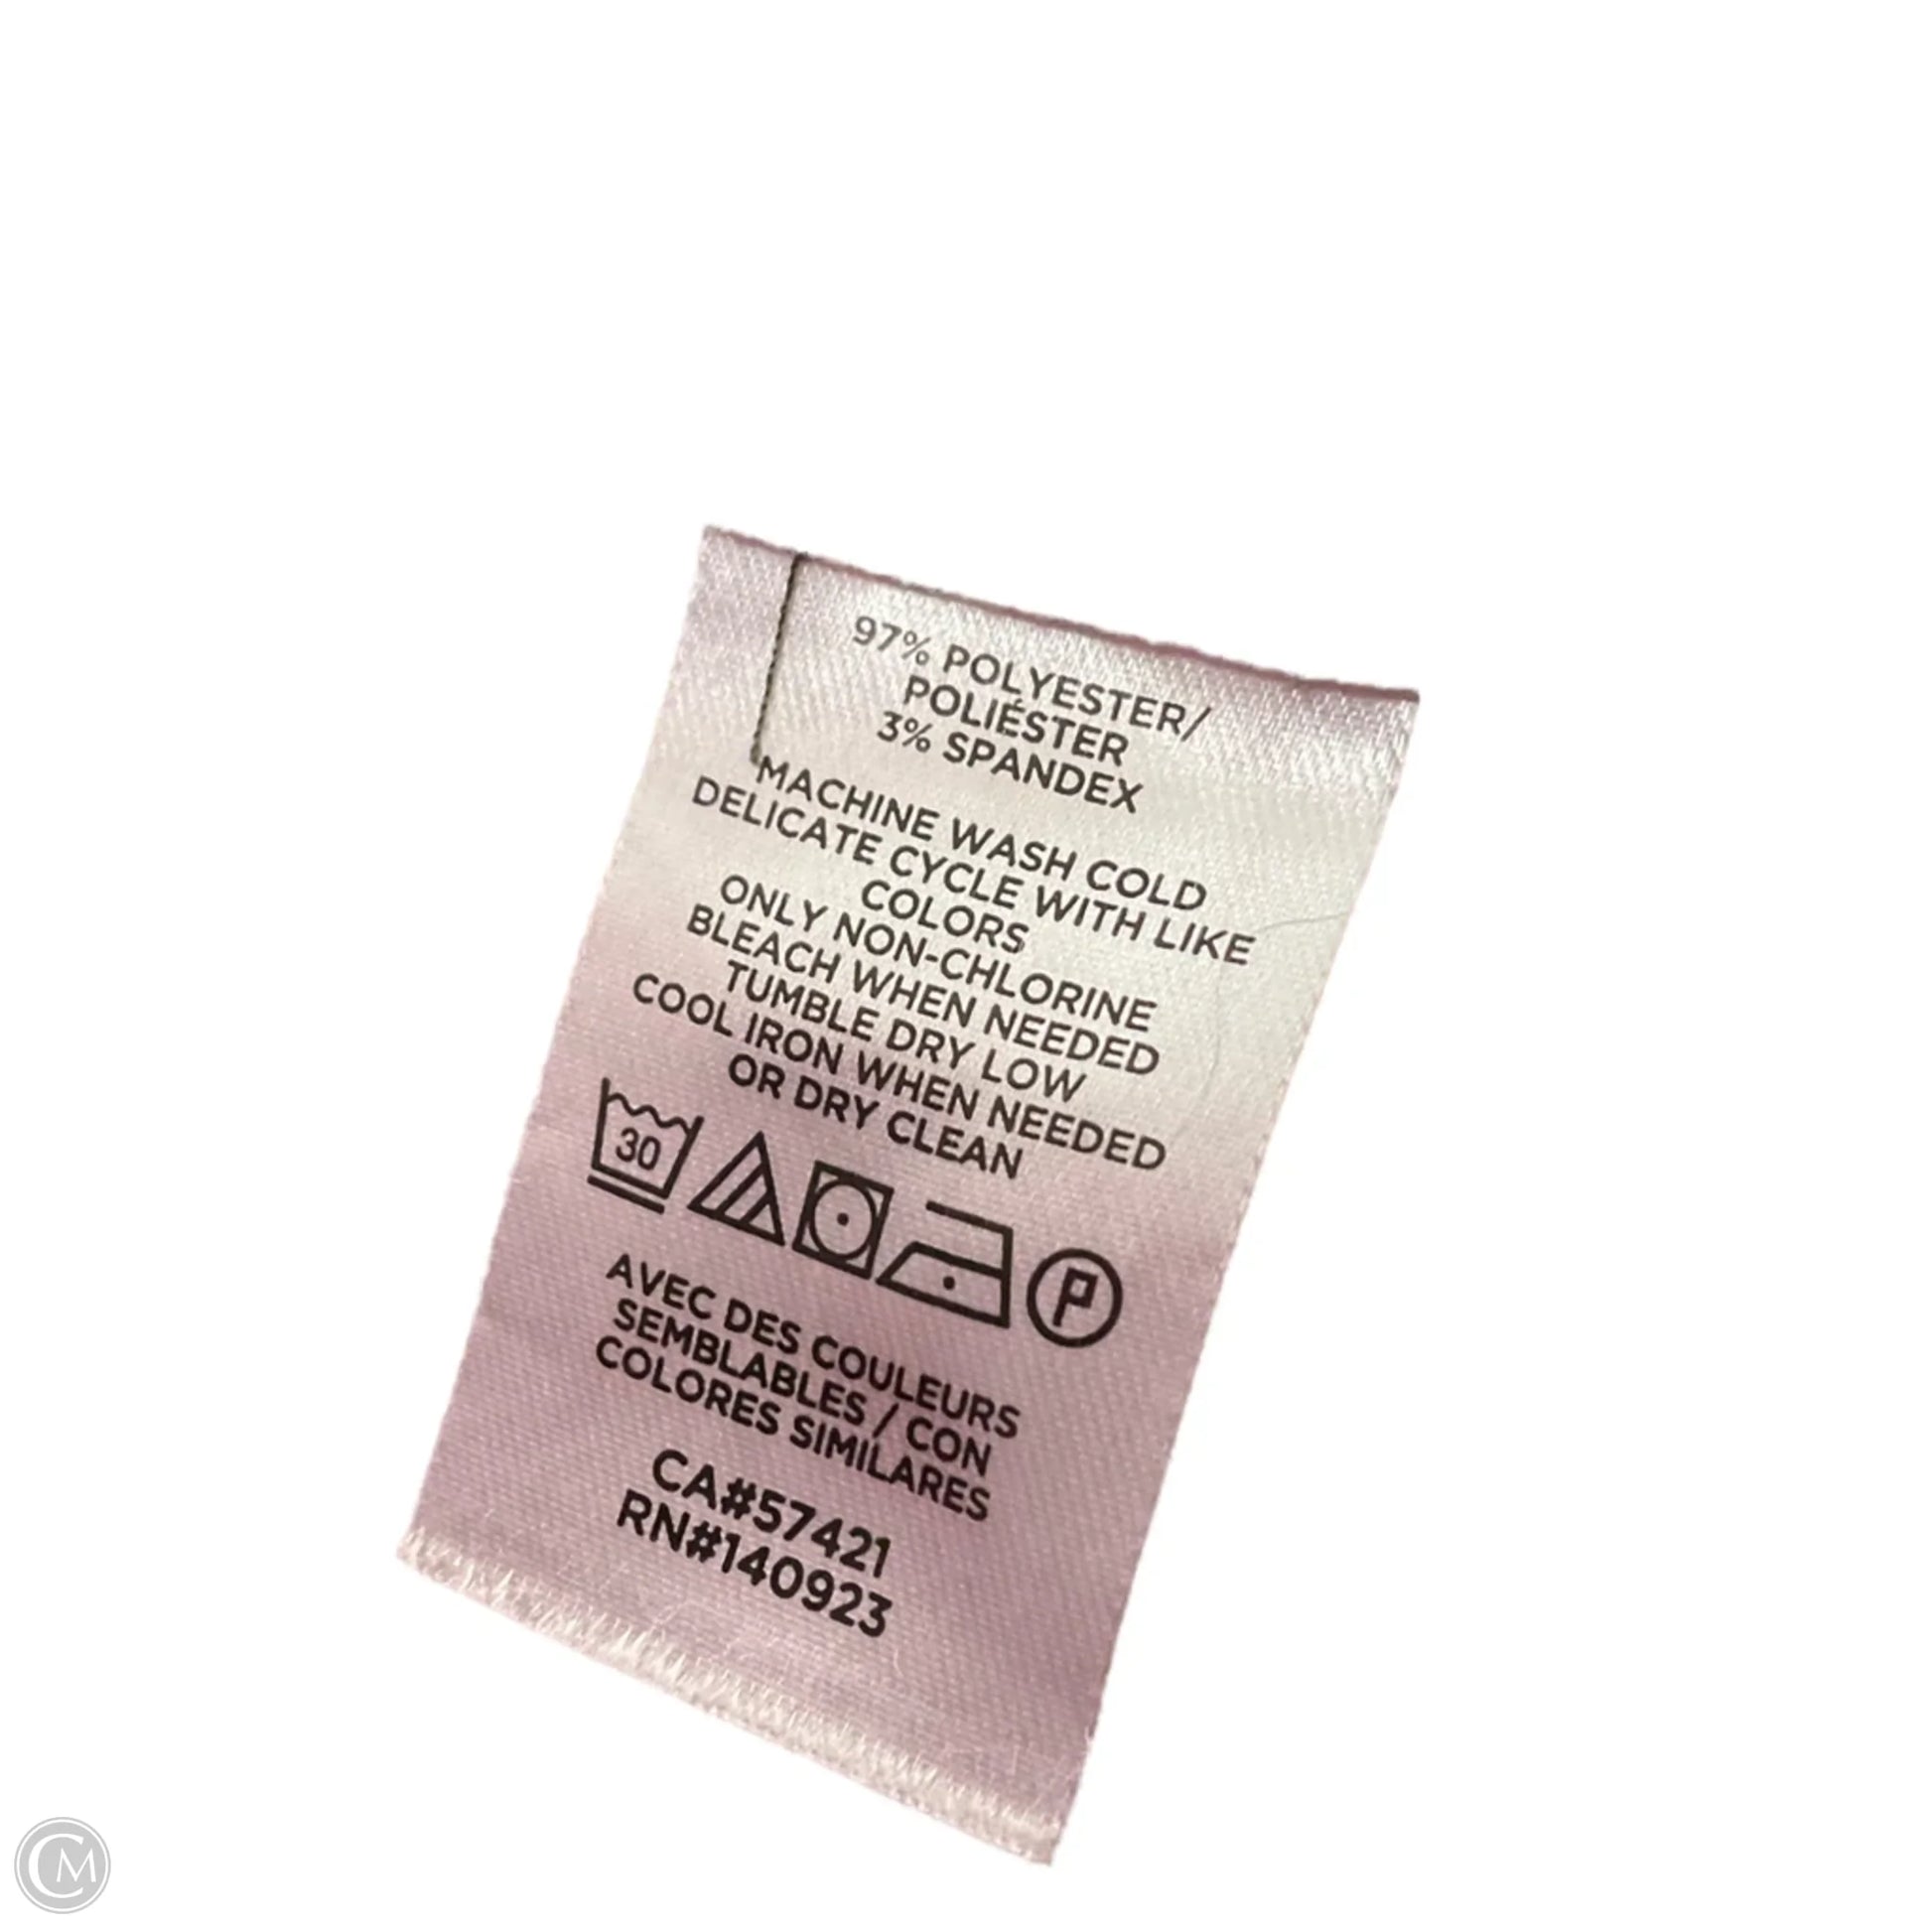 97% POLYESTER/
POLIÉSTER
3% SPANDEX
MACHINE WASH COLD
DELICATE CYCLE WITH LIKE
COLORS
ONLY NON-CHLORINE
BLEACH WHEN NEEDED
TUMBLE DRY LOW
COOL IRON WHEN NEEDED
OR DRY CLEAN
30
P
AVEC DES COULEURS
SEMBLABLES / CON
COLORES SIMILARES
CA#57421
RN#140923
CM